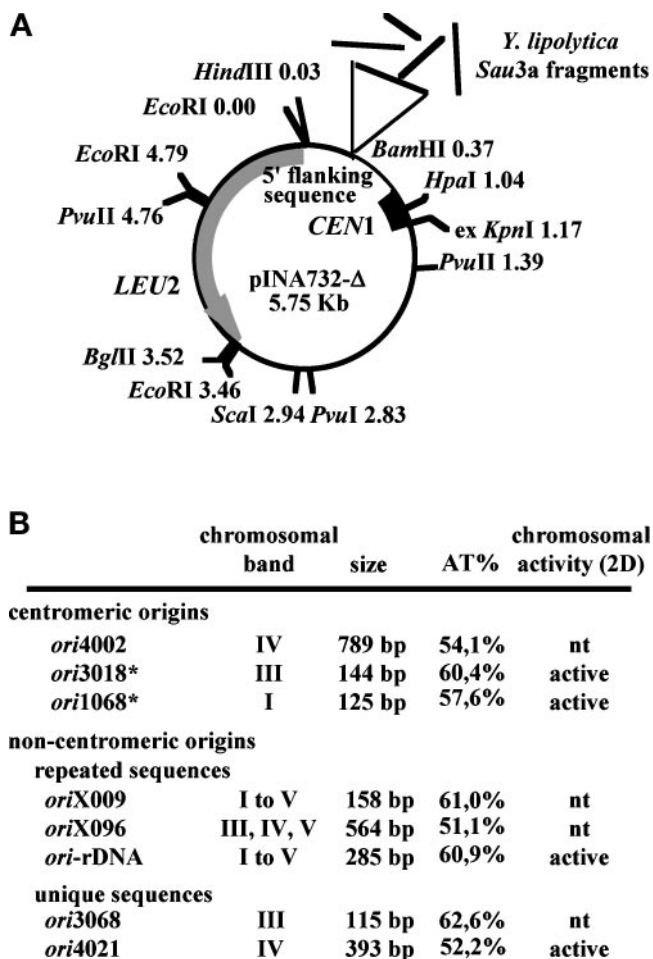 A
Y. lipolytica
Sau3a fragments
HindIII 0.03
EcoRI 0.00
BamHI 0.37
EcoRI 4.79
5' flanking
sequence
HpaI 1.04
PvuII 4.76
CEN1
ex KpnI 1.17
PvuII 1.39
LEU2
pINA732-Δ
5.75 Kb
BglII 3.52
EcoRI 3.46
ScaI 2.94 PvuI 2.83
B
chromosomal chromosomal
band size AT% activity (2D)
centromeric origins
ori4002 IV 789 bp 54,1% nt
ori3018* III 144 bp 60,4% active
ori1068* I 125 bp 57,6% active
non-centromeric origins
repeated sequences
oriX009 I to V 158 bp 61,0% nt
oriX096 III, IV, V 564 bp 51,1% nt
ori-rDNA I to V 285 bp 60,9% active
unique sequences
ori3068 III 115 bp 62,6% nt
ori4021 IV 393 bp 52,2% active